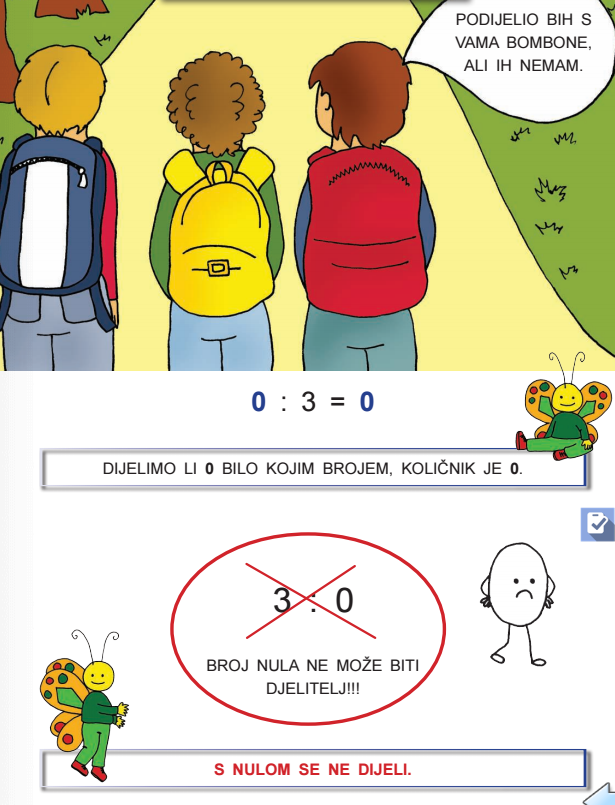 PODIJELIO BIH S
VAMA BOMBONE,
ALI IH NEMAM.
0 : 3 = 0
DIJELIMO LI 0 BILO KOJIM BROJEM, KOLIČNIK JE 0.
3 : 0
BROJ NULA NE MOŽE BITI
DJELITELJ!!!
S NULOM SE NE DIJELI.